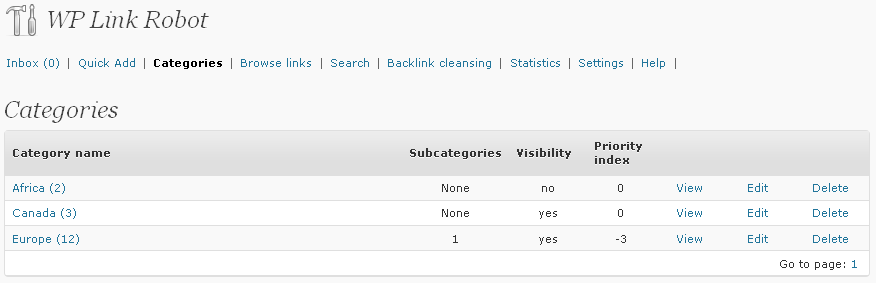 WP Link Robot
Inbox (0) | Quick Add | Categories | Browse links | Search | Backlink cleansing | Statistics | Settings | Help |
Categories
Category name Subcategories Visibility Priority index
Africa (2) None no 0 View Edit Delete
Canada (3) None yes 0 View Edit Delete
Europe (12) 1 yes -3 View Edit Delete
Go to page: 1